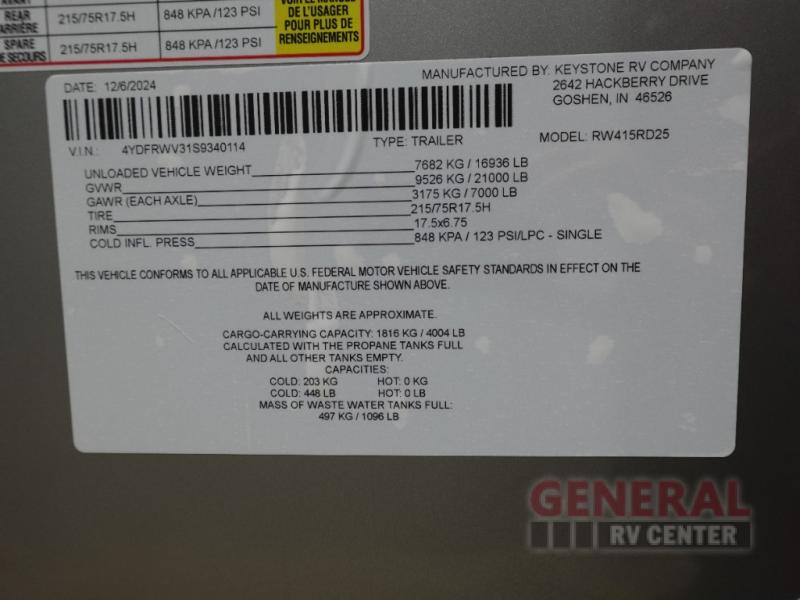 REAR
ARRIÈRE
215/75R17.5H
848 KPA /123 PSI
SPARE
DE SECOURS
215/75R17.5H
848 KPA /123 PSI
DE L'USAGER
POUR PLUS DE
RENSEIGNEMENTS
DATE: 12/6/2024
MANUFACTURED BY: KEYSTONE RV COMPANY
2642 HACKBERRY DRIVE
GOSHEN, IN 46526
V.I.N.: 4YDFRWV31S9340114
TYPE: TRAILER
MODEL: RW415RD25
UNLOADED VEHICLE WEIGHT 7682 KG / 16936 LB
GVWR 9526 KG / 21000 LB
GAWR (EACH AXLE) 3175 KG / 7000 LB
TIRE 215/75R17.5H
RIMS 17.5x6.75
COLD INFL. PRESS 848 KPA / 123 PSI/LPC - SINGLE
THIS VEHICLE CONFORMS TO ALL APPLICABLE U.S. FEDERAL MOTOR VEHICLE SAFETY STANDARDS IN EFFECT ON THE
DATE OF MANUFACTURE SHOWN ABOVE.
ALL WEIGHTS ARE APPROXIMATE.
CARGO-CARRYING CAPACITY: 1816 KG / 4004 LB
CALCULATED WITH THE PROPANE TANKS FULL
AND ALL OTHER TANKS EMPTY.
CAPACITIES:
COLD: 203 KG HOT: 0 KG
COLD: 448 LB HOT: 0 LB
MASS OF WASTE WATER TANKS FULL:
497 KG / 1096 LB
GENERAL
RV CENTER